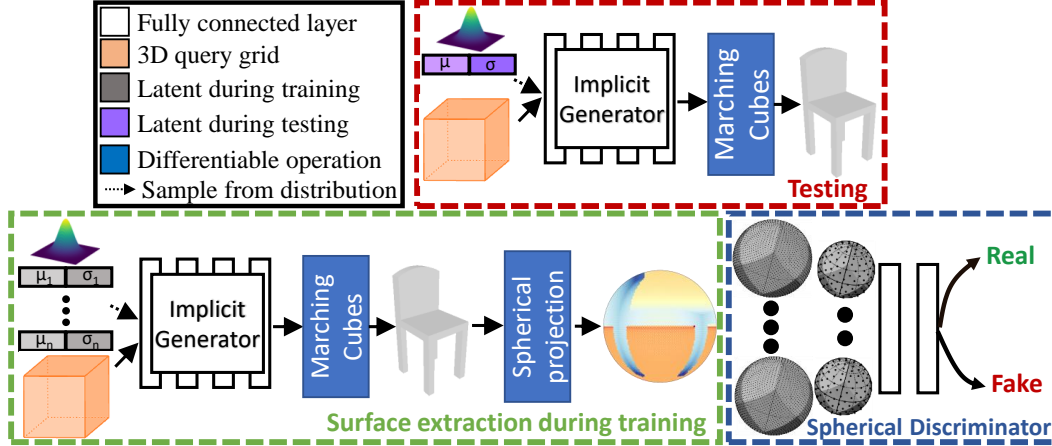 Fully connected layer
3D query grid
Latent during training
Latent during testing
Differentiable operation
Sample from distribution
μ σ
Implicit
Generator
Marching
Cubes
Testing
μ1 σ1
μn σn
Implicit
Generator
Marching
Cubes
Spherical
projection
Surface extraction during training
Real
Fake
Spherical Discriminator